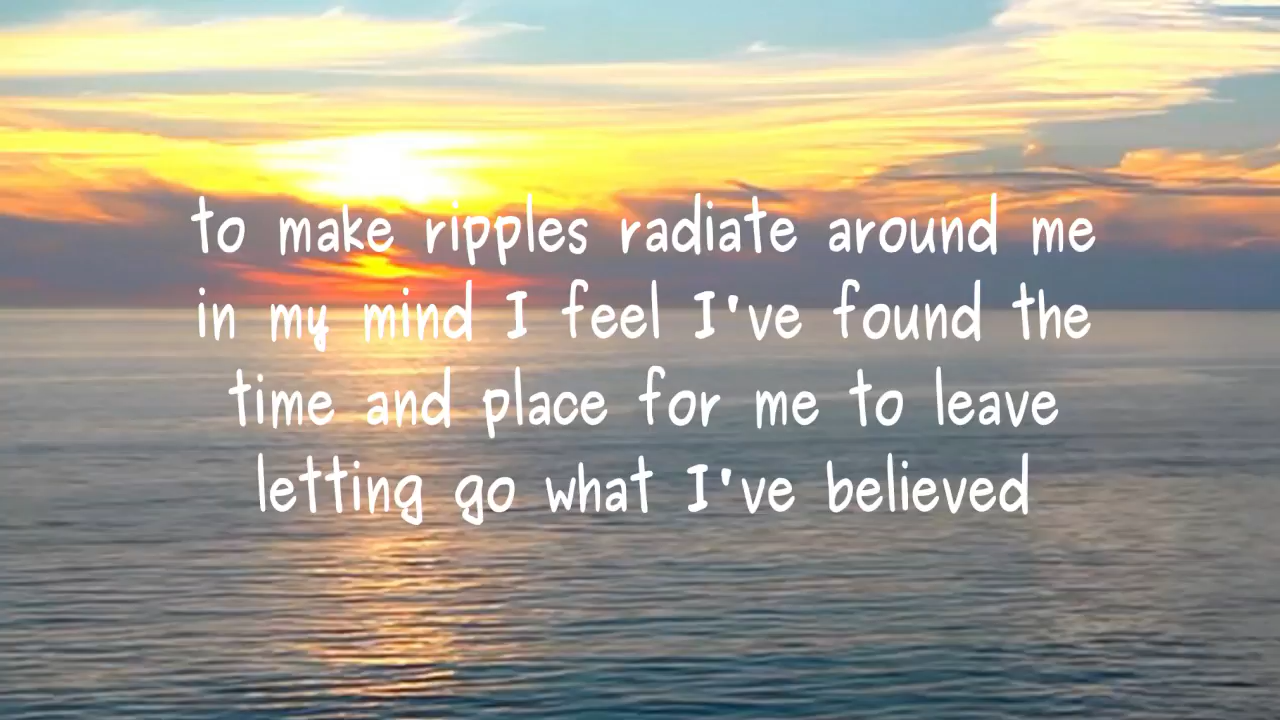 to make ripples radiate around me
in my mind I feel I've found the
time and place for me to leave
letting go what I've believed